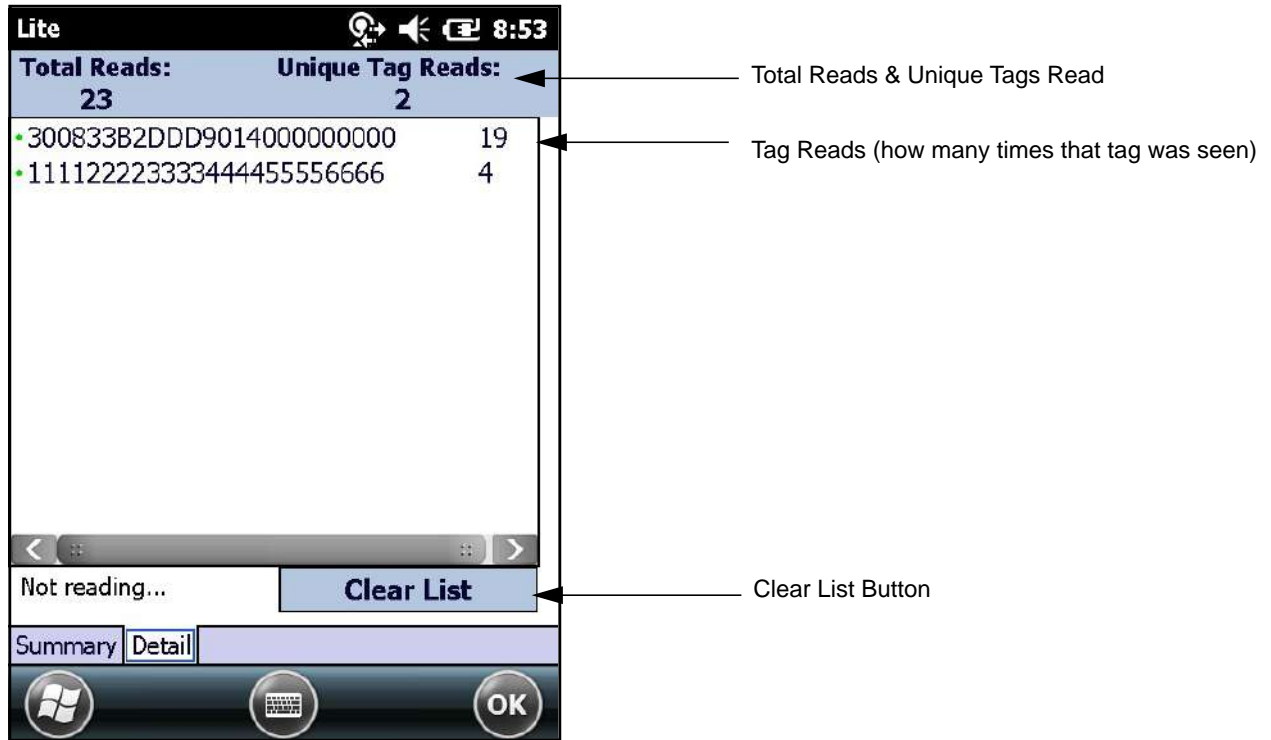 Lite 8:53
Total Reads: Unique Tag Reads:
23 2
Total Reads & Unique Tags Read
300833B2DDD9014000000000 19
Tag Reads (how many times that tag was seen)
111122223333444455556666 4
Not reading... Clear List
Clear List Button
Summary Detail
OK